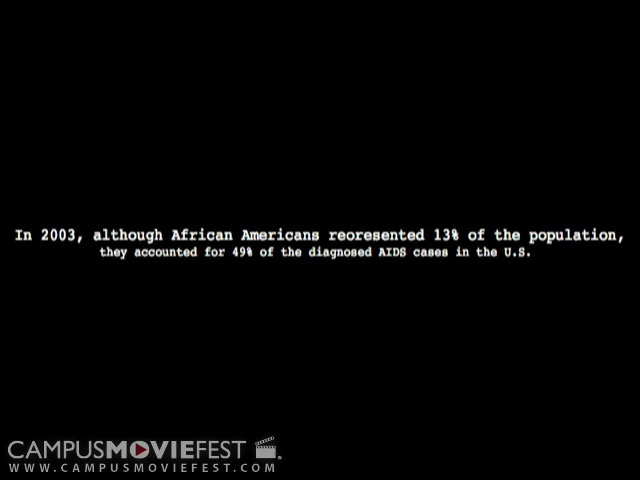 In 2003, although African Americans reoresented 13% of the population,
they accounted for 49% of the diagnosed AIDS cases in the U.S.
CAMPUSMOVIEFEST
WWW.CAMPUSMOVIEFEST.COM